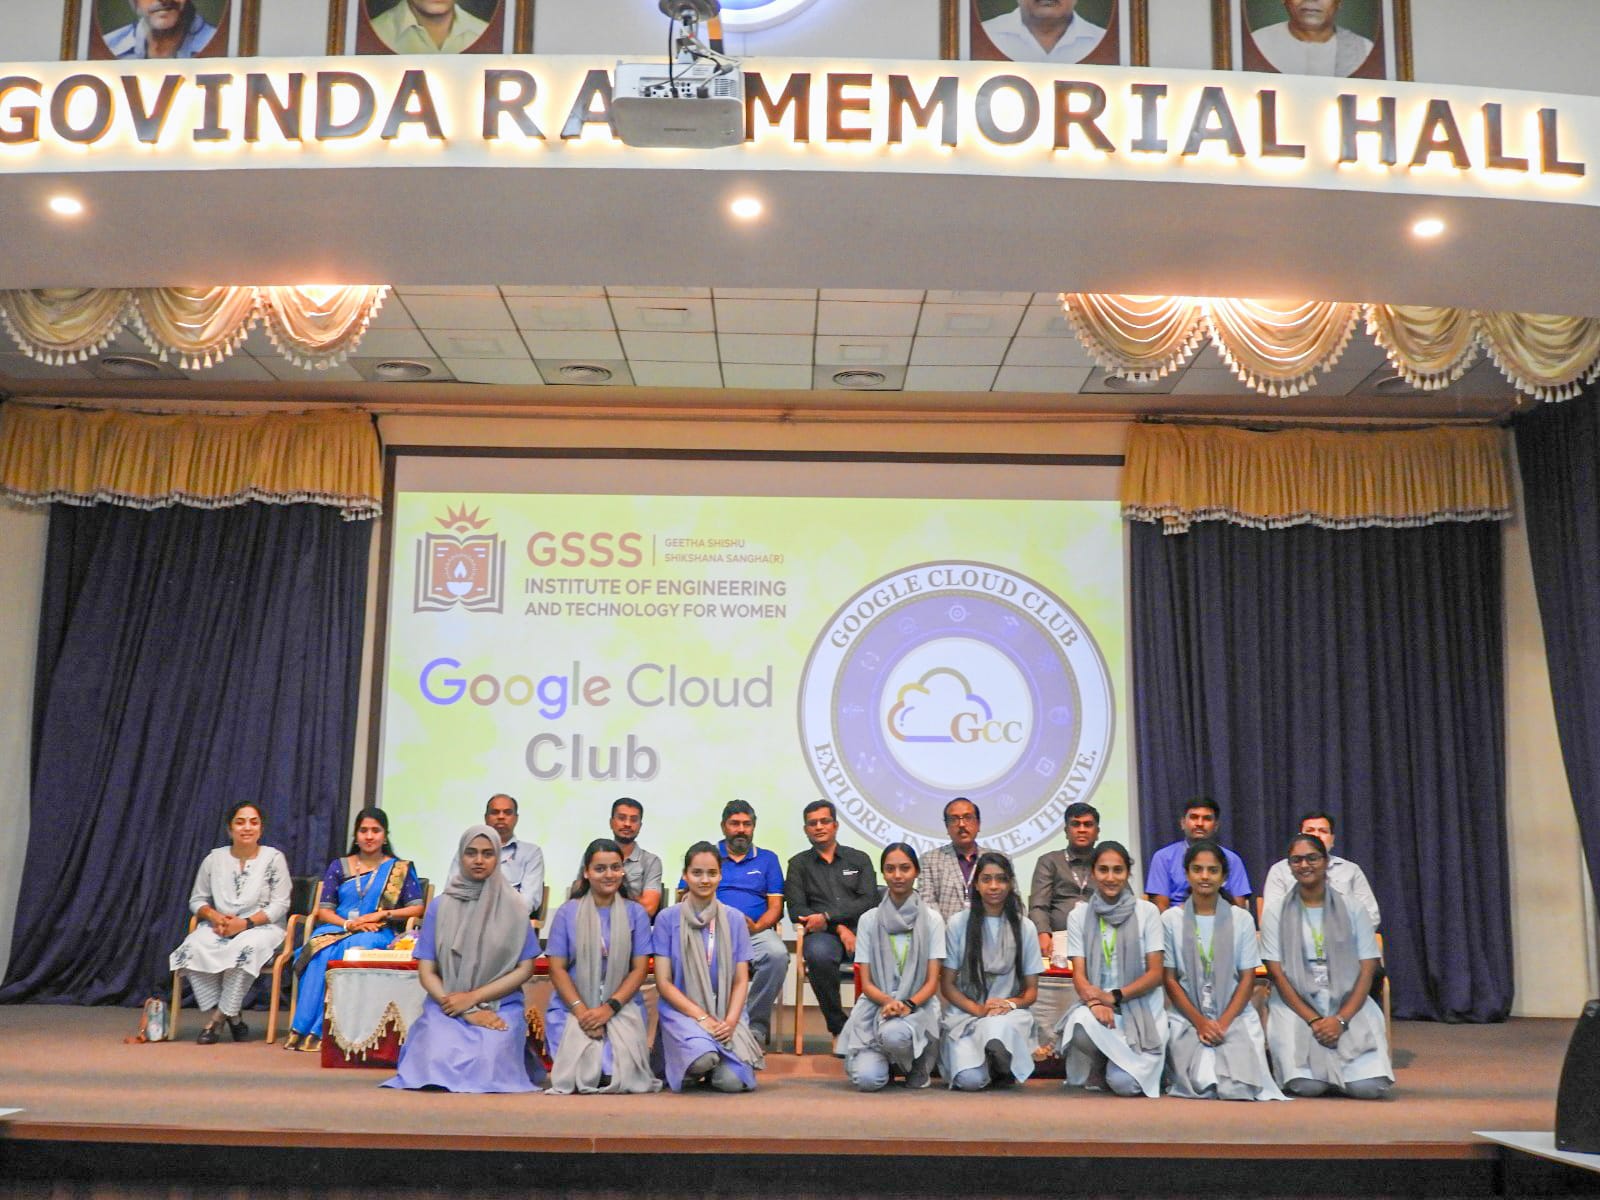 GOVINDA RA MEMORIAL HALL
GSSS
GEETHA SHISHU
SHIKSHANA SANGHA(R)
INSTITUTE OF ENGINEERING
AND TECHNOLOGY FOR WOMEN
Google Cloud
Club
GOOGLE CLOUD CLUB
GCC
EXPLORE. THRIVE.